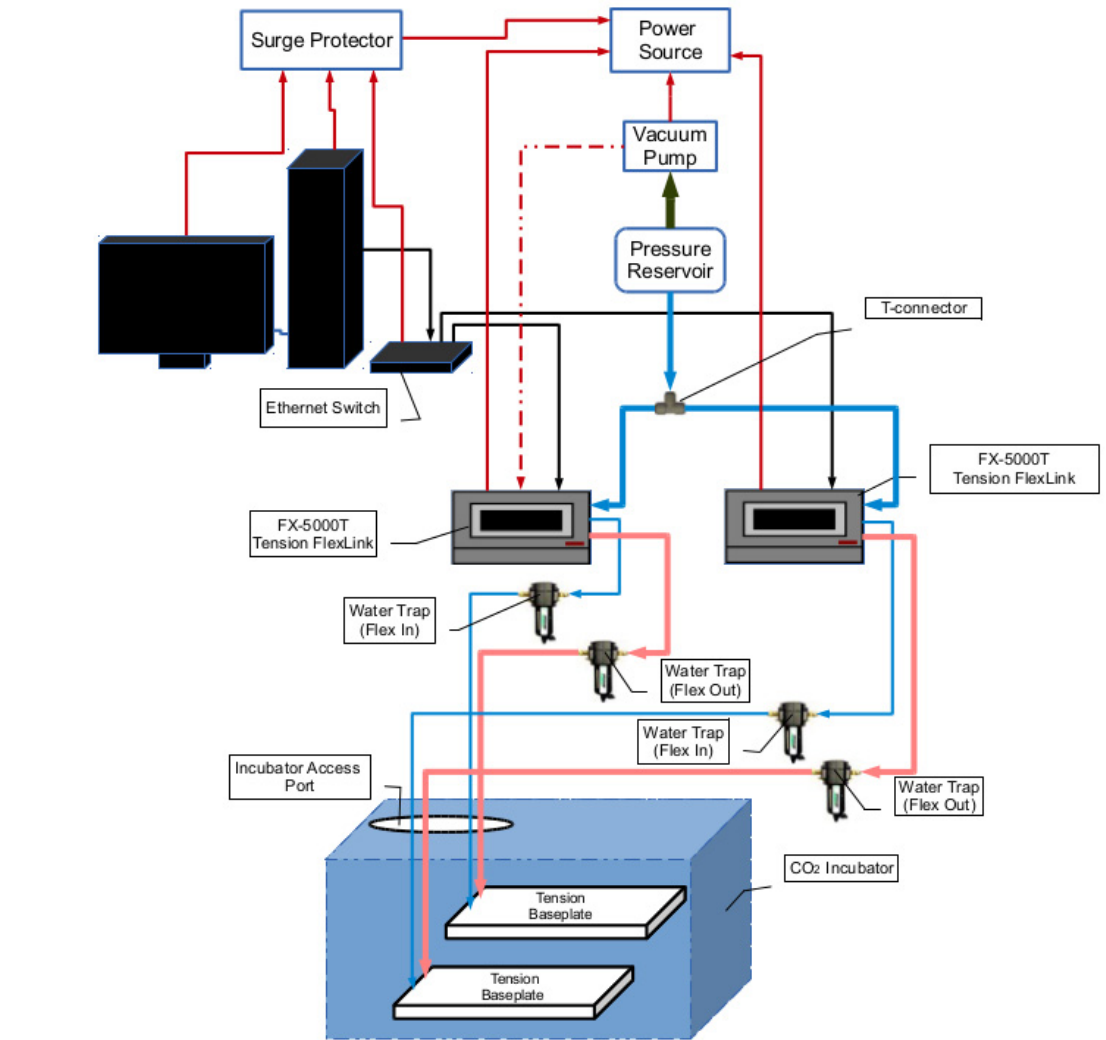 Surge Protector
Power
Source
Vacuum
Pump
Pressure
Reservoir
T-connector
Ethernet Switch
FX-5000T
Tension FlexLink
FX-5000T
Tension FlexLink
Water Trap
(Flex In)
Water Trap
(Flex Out)
Water Trap
(Flex In)
Incubator Access
Port
Water Trap
(Flex Out)
CO2 Incubator
Tension
Baseplate
Tension
Baseplate